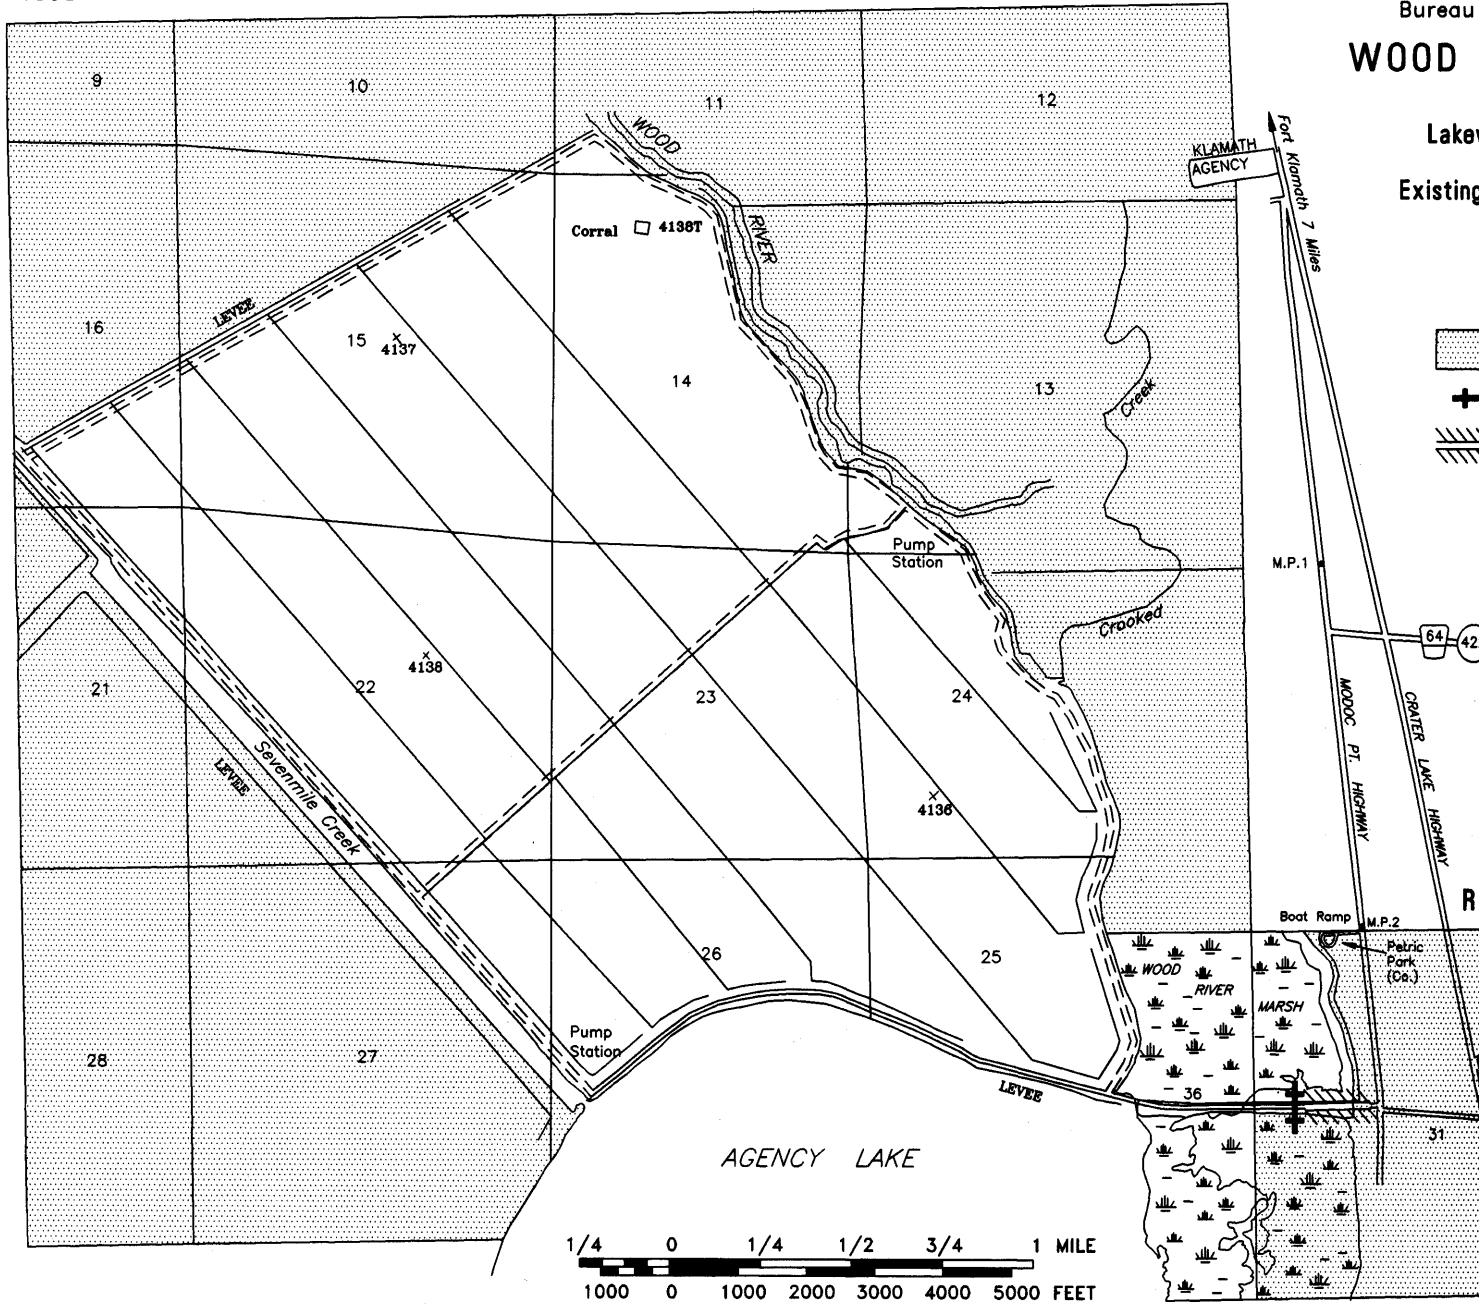 Bureau
WOOD
Existing
9
10
11
12
WOOD
RIVER
KLAMATH
AGENCY
Fort Klamath 7 Miles
Corral
4138T
LEVEE
16
15
4137
14
13
Creek
Pump
Station
M.P.1
Crooked
64
42
4138
21
22
23
24
MODOC PT. HIGHWAY
CRATER LAKE HIGHWAY
Sevenmile Creek
LEVEE
4136
R
Boat Ramp
M.P.2
Petric
Park
(Co.)
26
25
WOOD
RIVER
MARSH
Pump
Station
28
27
LEVEE
36
31
AGENCY LAKE
1/4 0 1/4 1/2 3/4 1 MILE
1000 0 1000 2000 3000 4000 5000 FEET